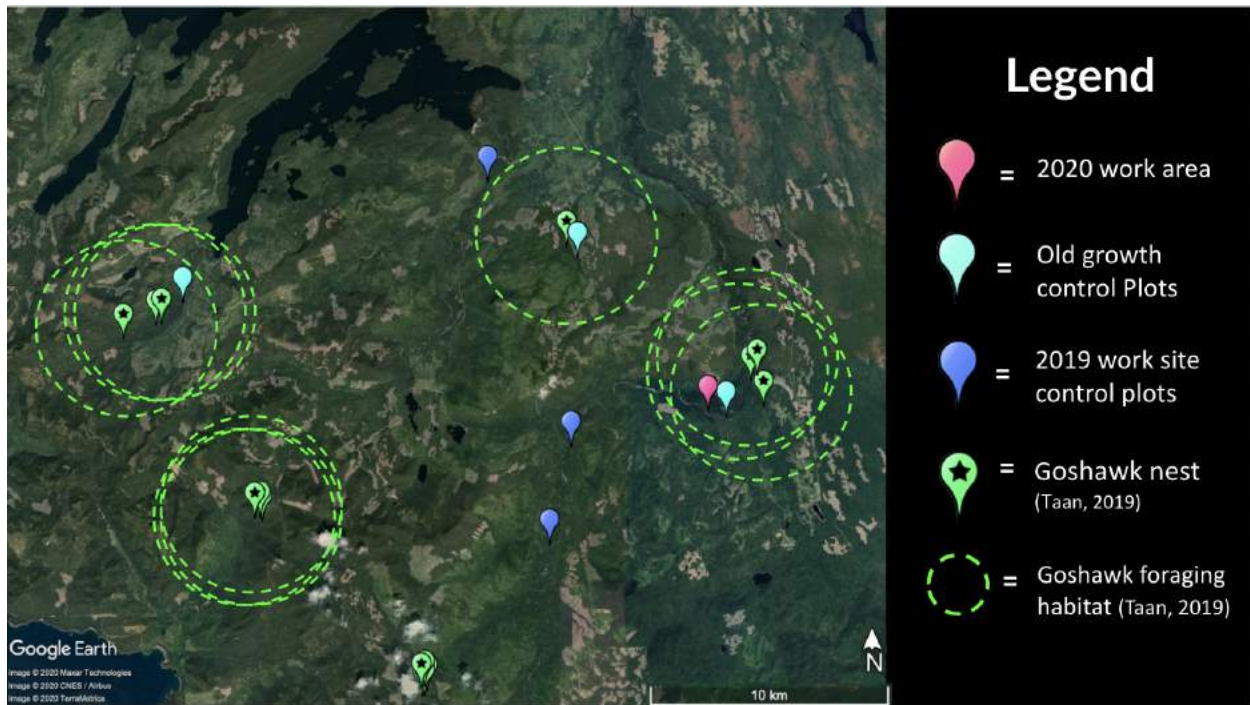 Legend
= 2020 work area
= Old growth
control Plots
= 2019 work site
control plots
= Goshawk nest
(Taan, 2019)
= Goshawk foraging
habitat (Taan, 2019)
Google Earth
Image © 2020 Maxar Technologies
Image © 2020 CNES / Airbus
Image © 2020 TerraMetrics
N
10 km